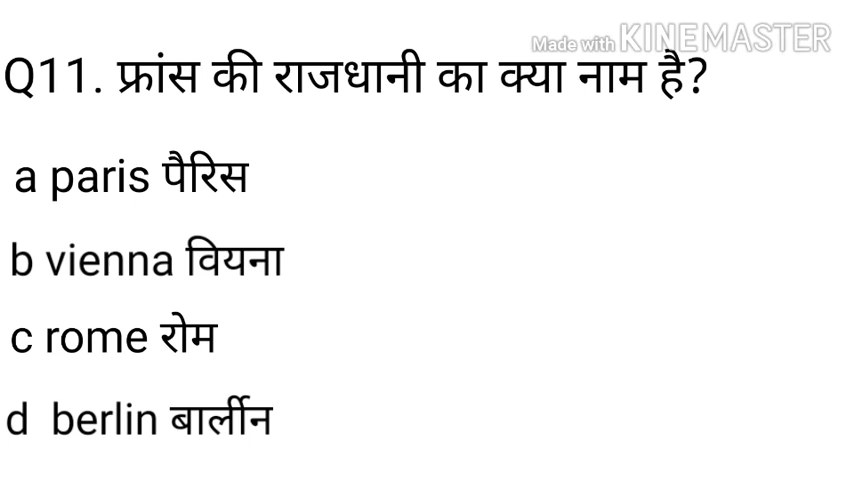 Made with KINEMASTER
Q11. फ्रांस की राजधानी का क्या नाम है?
a paris पैरिस
b vienna वियना
c rome रोम
d berlin बार्लीन